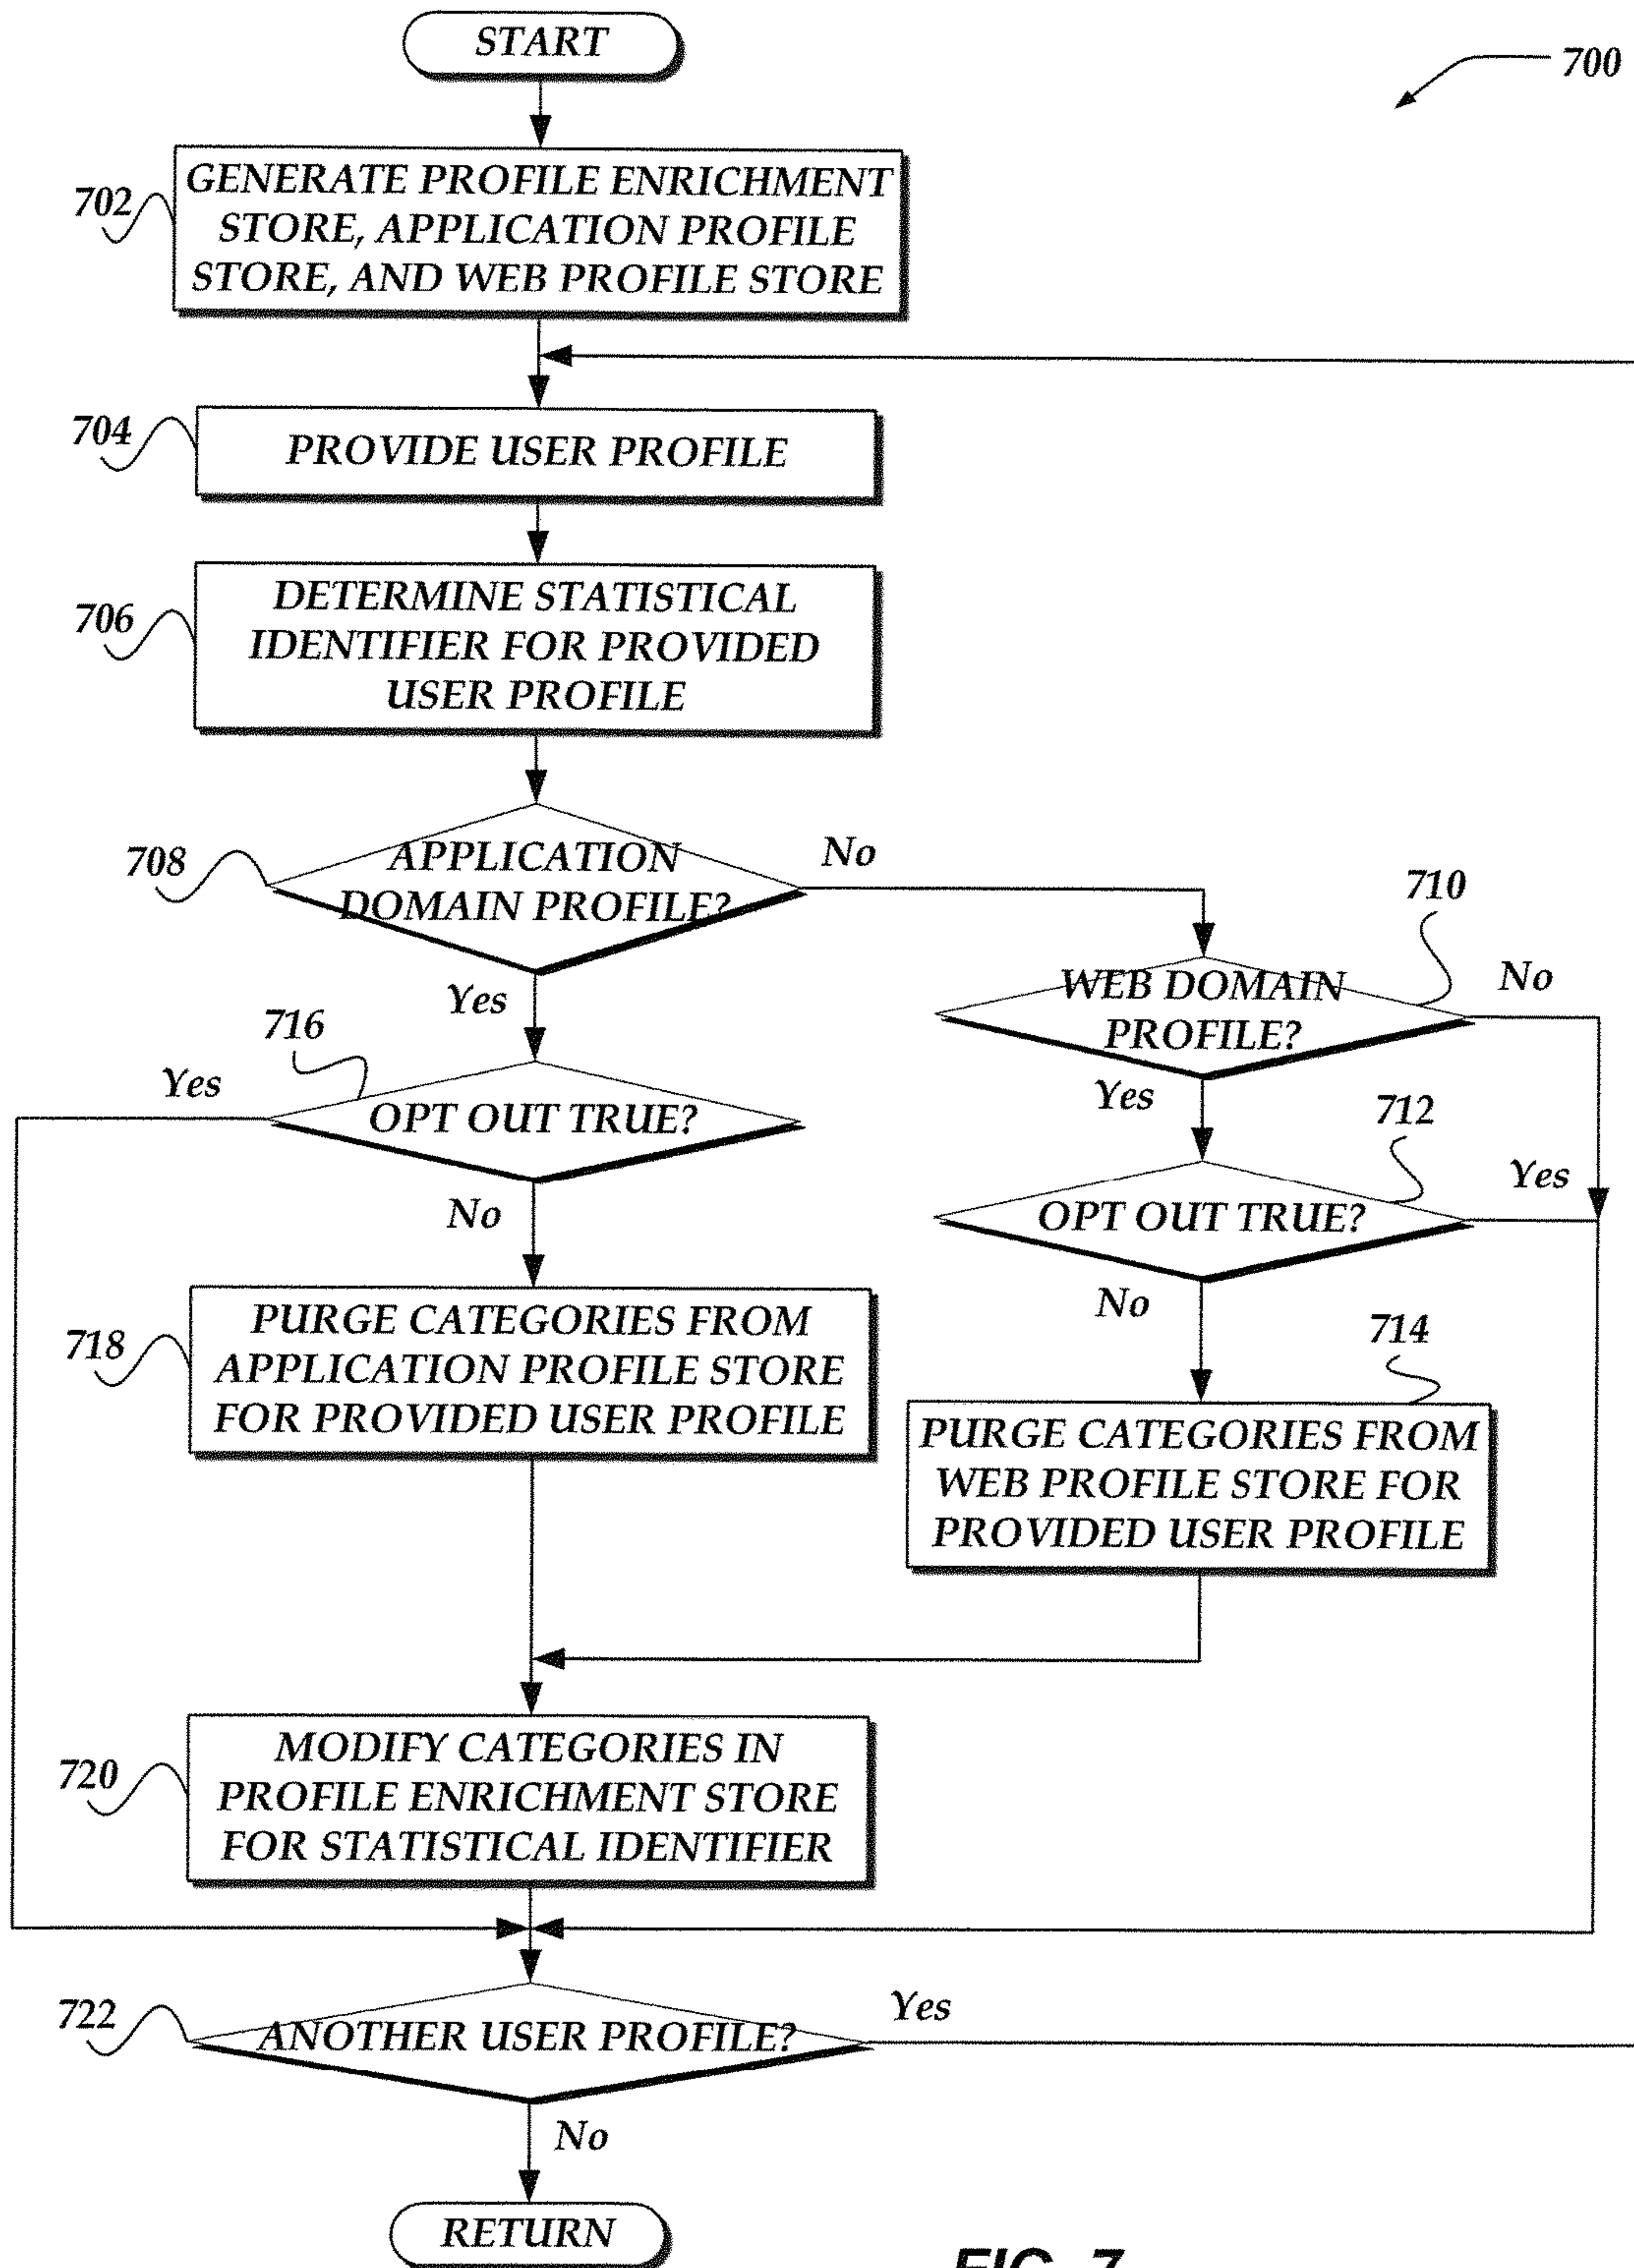 START
700
702
GENERATE PROFILE ENRICHMENT
STORE, APPLICATION PROFILE
STORE, AND WEB PROFILE STORE
704
PROVIDE USER PROFILE
706
DETERMINE STATISTICAL
IDENTIFIER FOR PROVIDED
USER PROFILE
708
APPLICATION
DOMAIN PROFILE?
No
Yes
710
WEB DOMAIN
PROFILE?
No
Yes
716
Yes
OPT OUT TRUE?
No
712
OPT OUT TRUE?
Yes
No
718
PURGE CATEGORIES FROM
APPLICATION PROFILE STORE
FOR PROVIDED USER PROFILE
714
PURGE CATEGORIES FROM
WEB PROFILE STORE FOR
PROVIDED USER PROFILE
720
MODIFY CATEGORIES IN
PROFILE ENRICHMENT STORE
FOR STATISTICAL IDENTIFIER
722
ANOTHER USER PROFILE?
Yes
No
RETURN
FIG. 7